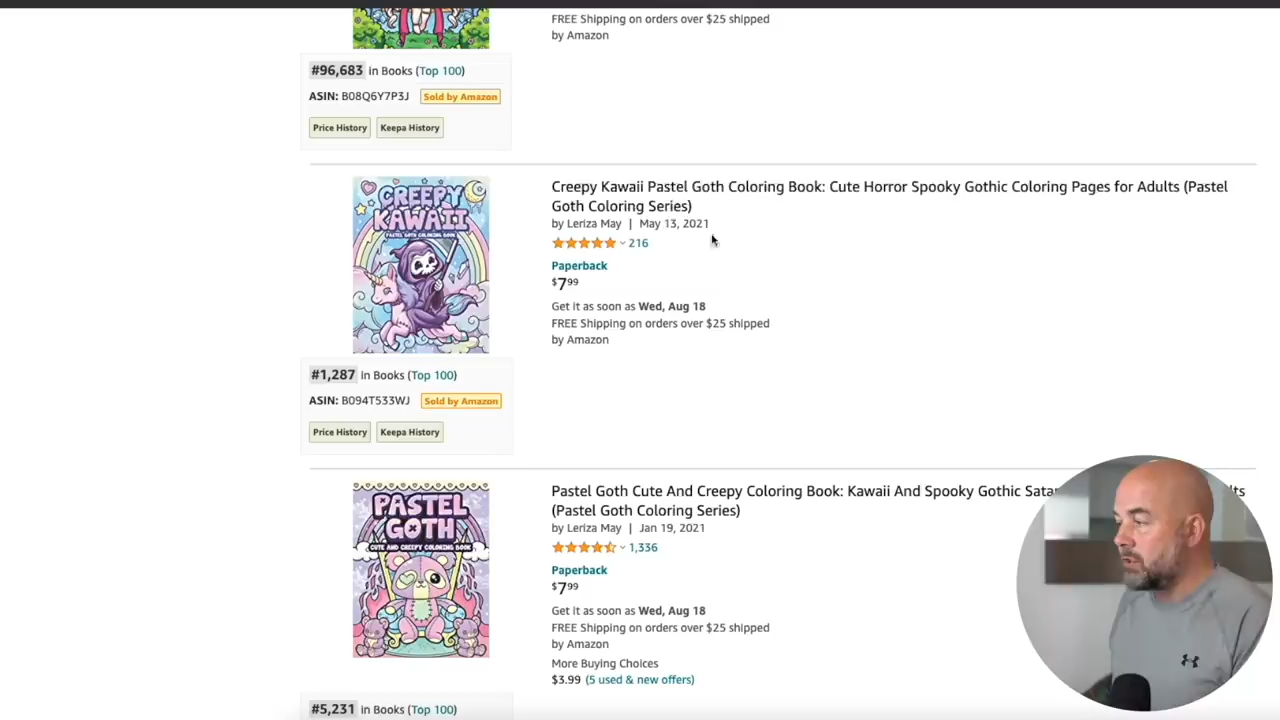 FREE Shipping on orders over $25 shipped
by Amazon
#96,683 in Books (Top 100)
ASIN: B08Q6Y7P3J Sold by Amazon
Price History Keepa History
CREEPY
KAWAII
PASTEL GOTH COLORING BOOK
Creepy Kawaii Pastel Goth Coloring Book: Cute Horror Spooky Gothic Coloring Pages for Adults (Pastel
Goth Coloring Series)
by Leriza May | May 13, 2021
216
Paperback
$7⁹⁹
Get it as soon as Wed, Aug 18
FREE Shipping on orders over $25 shipped
by Amazon
#1,287 in Books (Top 100)
ASIN: B094T533WJ Sold by Amazon
Price History Keepa History
PASTEL
GOTH
CUTE AND CREEPY COLORING BOOK
Pastel Goth Cute And Creepy Coloring Book: Kawaii And Spooky Gothic
(Pastel Goth Coloring Series)
by Leriza May | Jan 19, 2021
1,336
Paperback
$7⁹⁹
Get it as soon as Wed, Aug 18
FREE Shipping on orders over $25 shipped
by Amazon
More Buying Choices
$3.99 (5 used & new offers)
#5,231 in Books (Top 100)